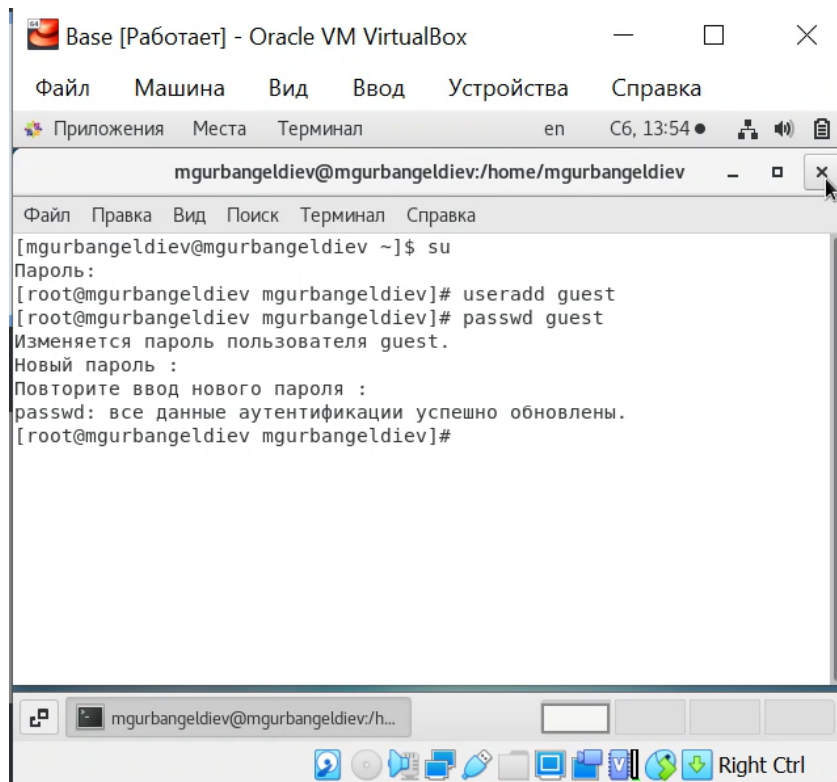 64
Base [Работает] - Oracle VM VirtualBox
Файл Машина Вид Ввод Устройства Справка
Приложения Места Терминал en Сб, 13:54
mgurbangeldiev@mgurbangeldiev:/home/mgurbangeldiev
Файл Правка Вид Поиск Терминал Справка
[mgurbangeldiev@mgurbangeldiev ~]$ su
Пароль:
[root@mgurbangeldiev mgurbangeldiev]# useradd guest
[root@mgurbangeldiev mgurbangeldiev]# passwd guest
Изменяется пароль пользователя guest.
Новый пароль :
Повторите ввод нового пароля :
passwd: все данные аутентификации успешно обновлены.
[root@mgurbangeldiev mgurbangeldiev]#
mgurbangeldiev@mgurbangeldiev:/h...
Right Ctrl